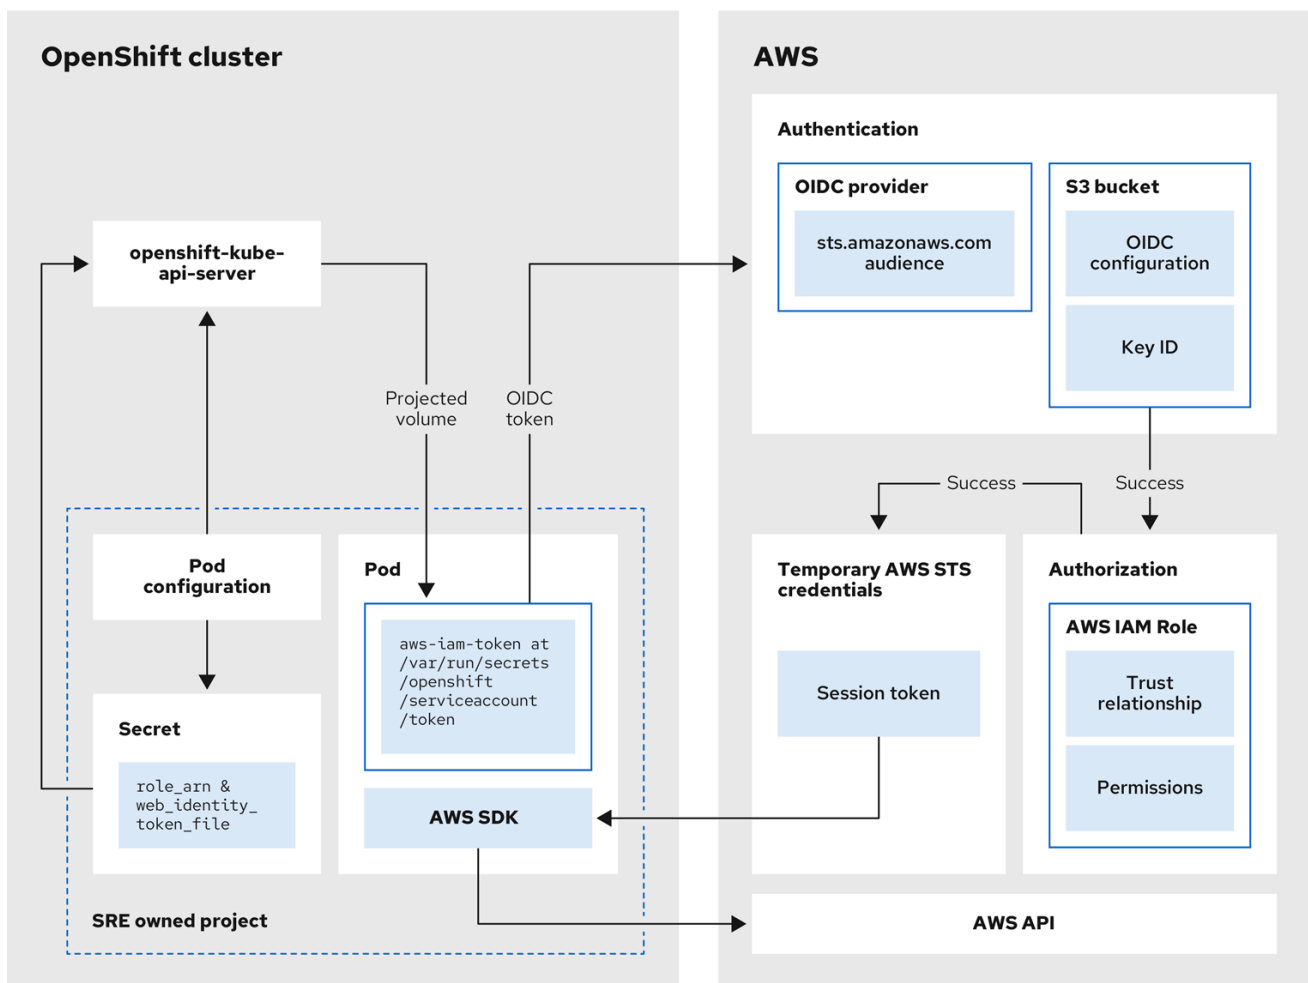 OpenShift cluster
openshift-kube-
api-server
Projected
volume
OIDC
token
Pod
configuration
Secret
role_arn &
web_identity_
token_file
Pod
aws-iam-token at
/var/run/secrets
/openshift
/serviceaccount
/token
AWS SDK
SRE owned project
AWS
Authentication
OIDC provider
sts.amazonaws.com
audience
S3 bucket
OIDC
configuration
Key ID
Success
Success
Temporary AWS STS
credentials
Session token
Authorization
AWS IAM Role
Trust
relationship
Permissions
AWS API